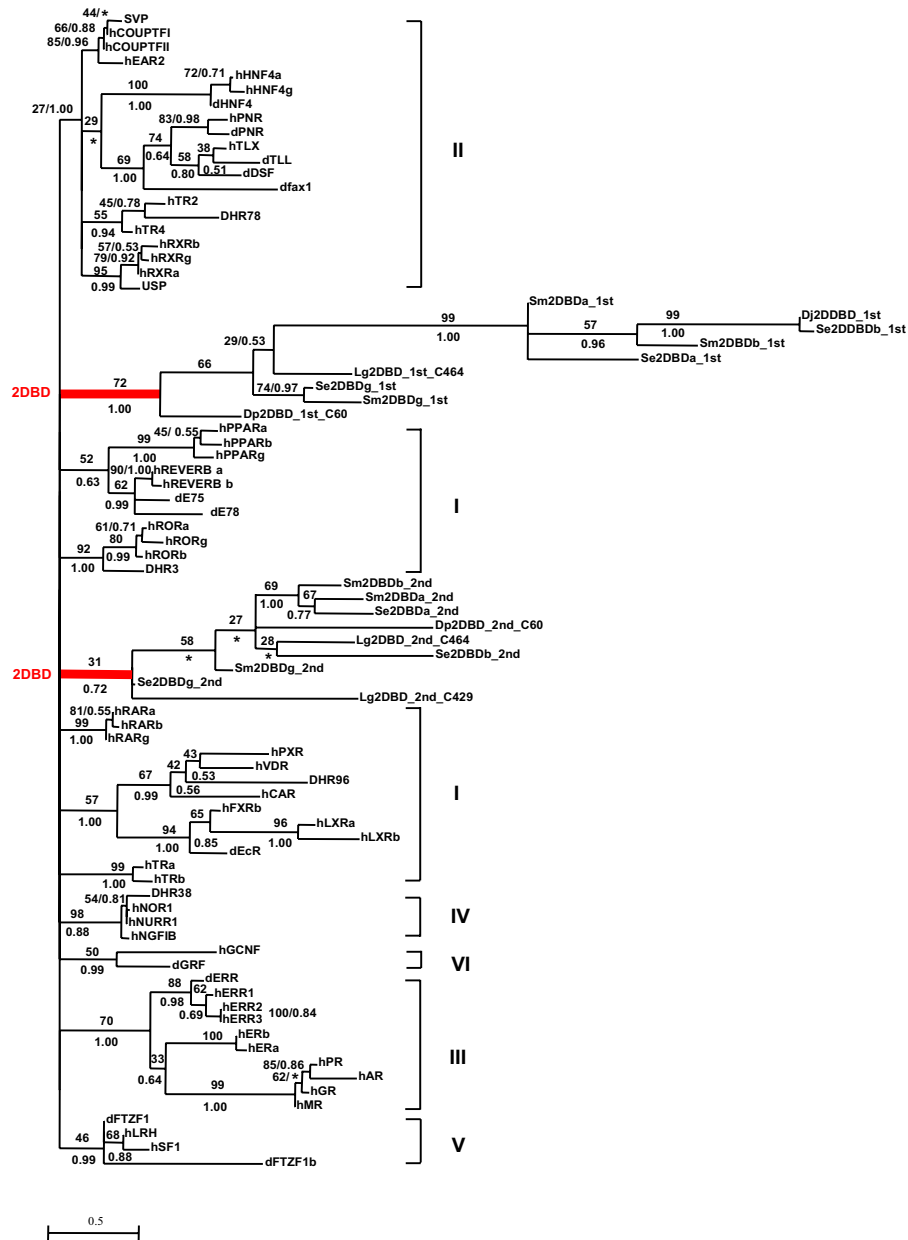 44/*
SVP
66/0.88
hCOUPTFI
85/0.96
hCOUPTFII
hEAR2
72/0.71
hHNF4a
100
hHNF4g
1.00
dHNF4
27/1.00
83/0.98
hPNR
29
dPNR
*
74
38
hTLX
0.64
58
dTLL
69
0.80
0.51
dDSF
1.00
dfax1
II
45/0.78
hTR2
55
DHR78
0.94
hTR4
57/0.53
hRXRb
79/0.92
hRXRg
95
hRXRa
0.99
USP
Sm2DBDa_1st
99
99
Dj2DDBD_1st
1.00
57
1.00
Se2DDBDb_1st
29/0.53
0.96
Sm2DBDb_1st
Se2DBDa_1st
66
Lg2DBD_1st_C464
2DBD
72
74/0.97
Se2DBDg_1st
1.00
Sm2DBDg_1st
Dp2DBD_1st_C60
45/ 0.55
hPPARa
99
hPPARb
1.00
hPPARg
52
90/1.00
hREVERB a
0.63
62
hREVERB b
0.99
dE75
dE78
I
61/0.71
hRORa
80
hRORg
92
0.99
hRORb
1.00
DHR3
69
Sm2DBDb_2nd
1.00
67
Sm2DBDa_2nd
0.77
Se2DBDa_2nd
27
Dp2DBD_2nd_C60
*
28
Lg2DBD_2nd_C464
58
*
Se2DBDb_2nd
*
Sm2DBDg_2nd
2DBD
31
Se2DBDg_2nd
0.72
Lg2DBD_2nd_C429
81/0.55
hRARa
99
hRARb
1.00
hRARg
43
hPXR
42
hVDR
67
0.53
DHR96
0.99
0.56
hCAR
57
1.00
65
hFXRb
94
96
hLXRa
1.00
0.85
1.00
hLXRb
dEcR
I
99
hTRa
1.00
hTRb
54/0.81
DHR38
98
hNOR1
0.88
hNURR1
hNGFIB
IV
50
hGCNF
0.99
dGRF
VI
88
dERR
0.98
62
hERR1
0.69
hERR2
100/0.84
hERR3
70
1.00
100
hERb
hERa
33
85/0.86
hPR
0.64
62/ *
hAR
99
hGR
1.00
hMR
III
dFTZF1
46
68
hLRH
0.99
0.88
hSF1
dFTZF1b
V
0.5